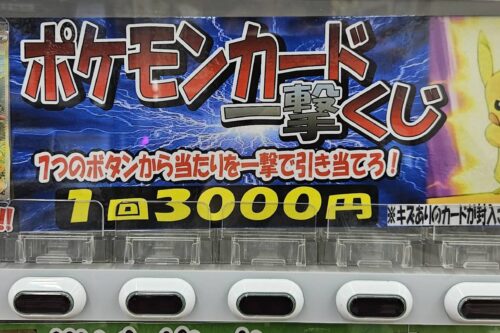 ポケモンカード
一撃くじ
1つのボタンから当たりを一撃で引き当てろ!
1回3000円
※キズありのカードが封入